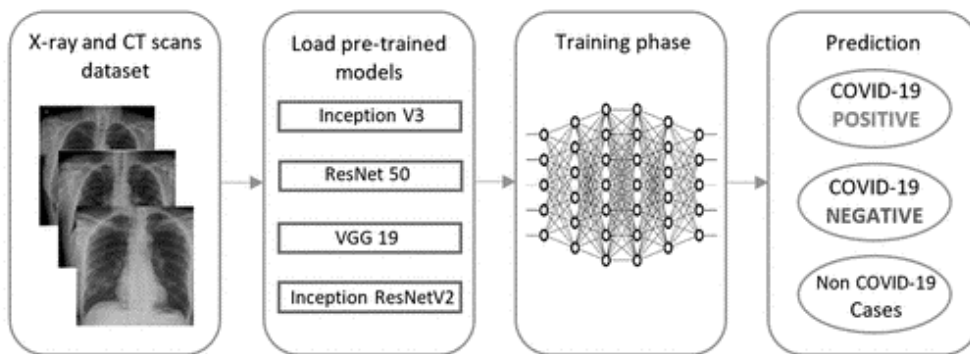 X-ray and CT scans
dataset
Load pre-trained
models
Inception V3
ResNet 50
VGG 19
Inception ResNetV2
Training phase
Prediction
COVID-19
POSITIVE
COVID-19
NEGATIVE
Non COVID-19
Cases